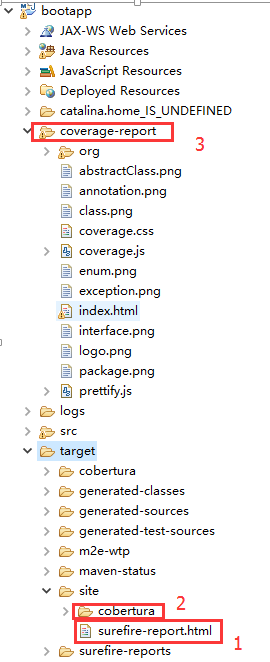 bootapp
JAX-WS Web Services
Java Resources
JavaScript Resources
Deployed Resources
catalina.home_IS_UNDEFINED
coverage-report
3
org
abstractClass.png
annotation.png
class.png
coverage.css
coverage.js
enum.png
exception.png
index.html
interface.png
logo.png
package.png
prettify.js
logs
src
target
cobertura
generated-classes
generated-sources
generated-test-sources
m2e-wtp
maven-status
site
cobertura 2
surefire-report.html
1
surefire-reports